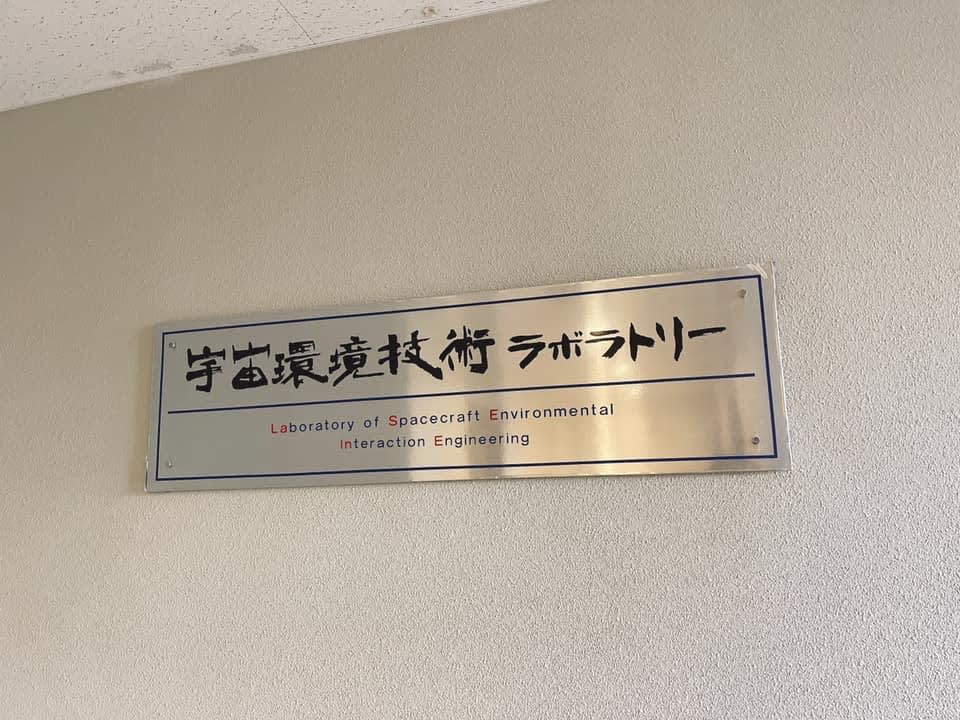 宇宙環境技術ラボラトリー
Laboratory of Spacecraft Environmental
Interaction Engineering